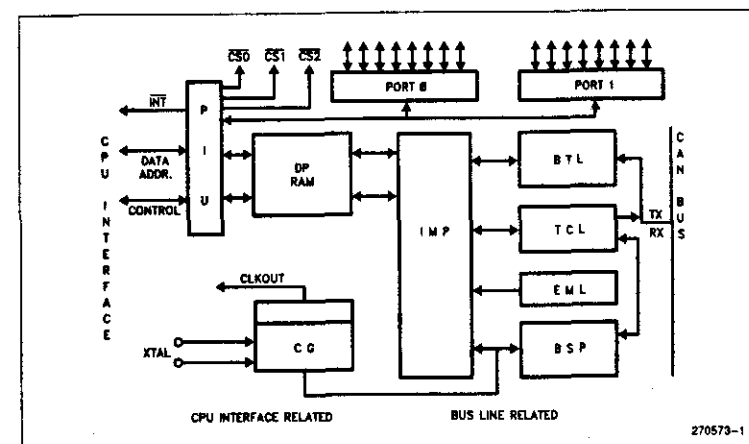 CS0 CS1 CS2
PORT 0
PORT 1
INT
P I U
DATA
ADDR.
CONTROL
CPU INTERFACE
DP
RAM
IMP
BTL
TCL
EML
BSP
TX
RX
CAN BUS
CLKOUT
CG
XTAL
CPU INTERFACE RELATED
BUS LINE RELATED
270573-1